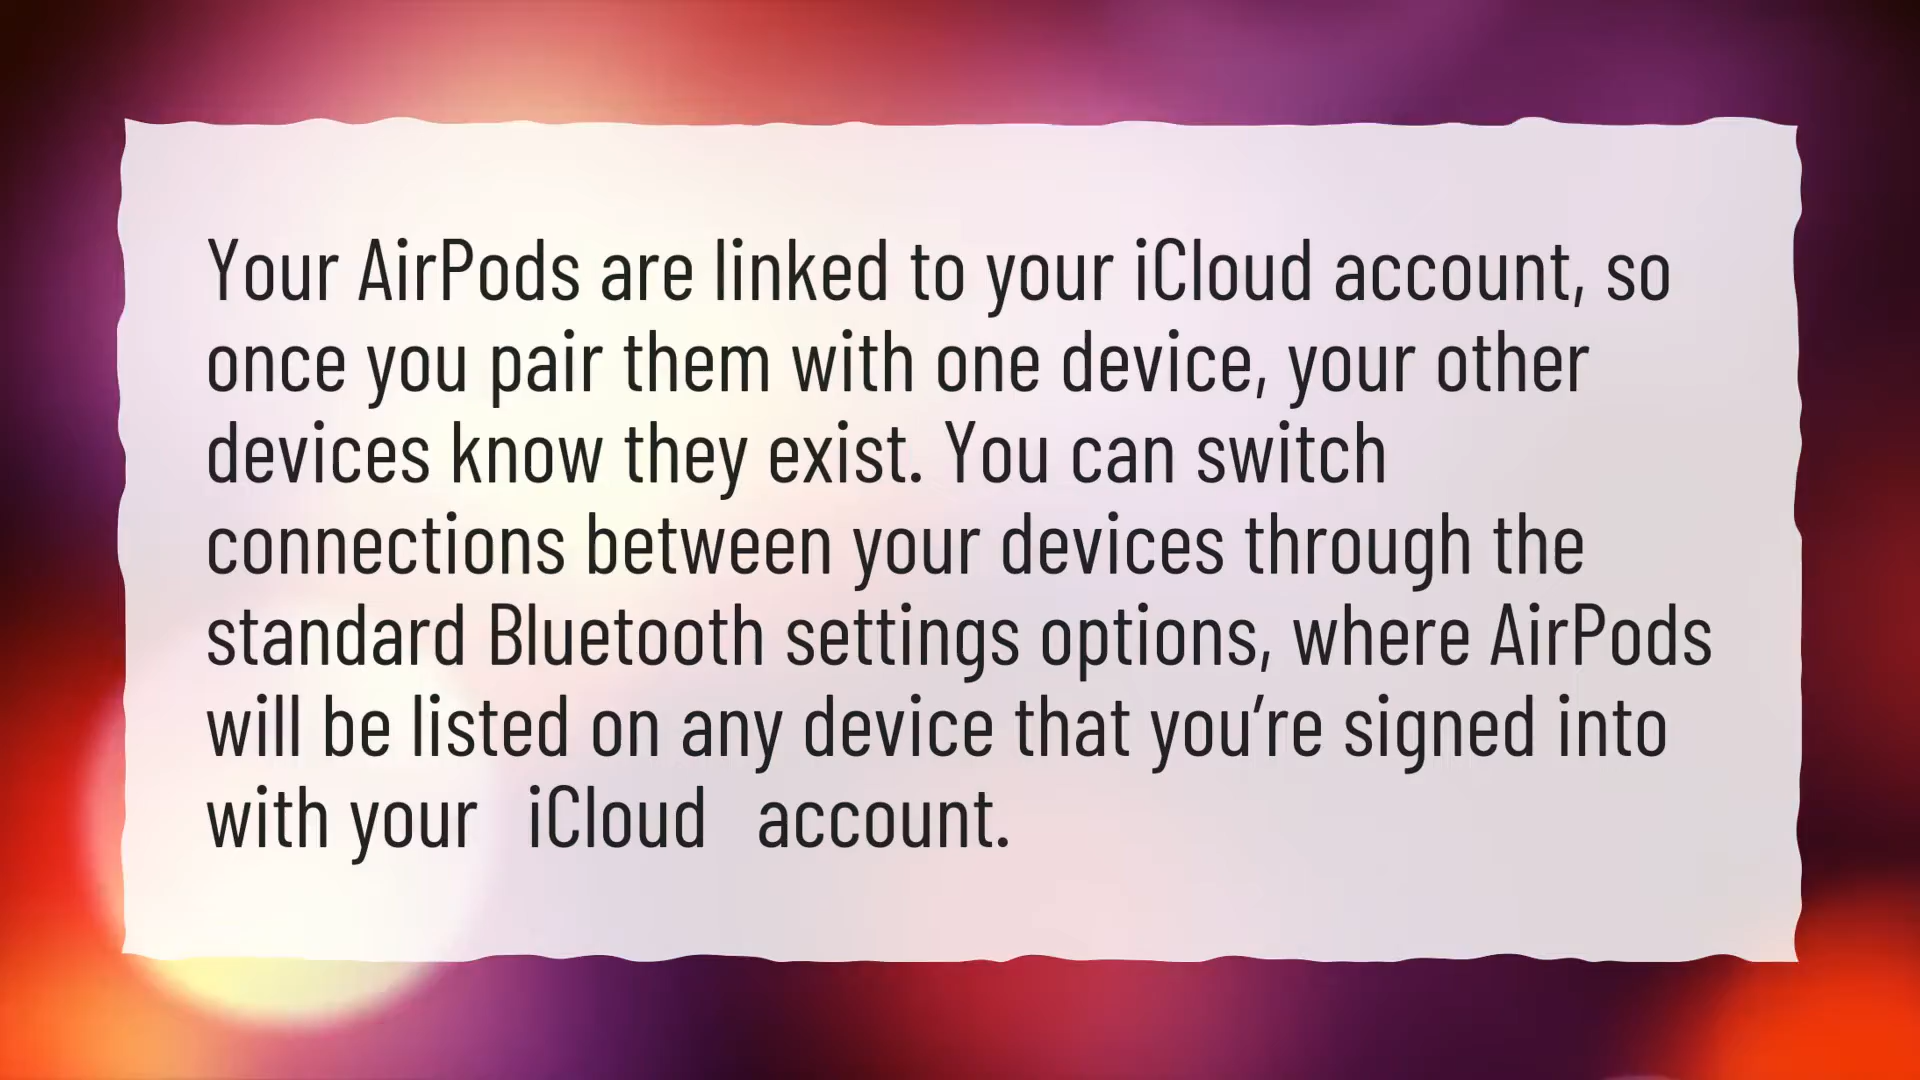 Your AirPods are linked to your iCloud account, so
once you pair them with one device, your other
devices know they exist. You can switch
connections between your devices through the
standard Bluetooth settings options, where AirPods
will be listed on any device that you’re signed into
with your iCloud account.